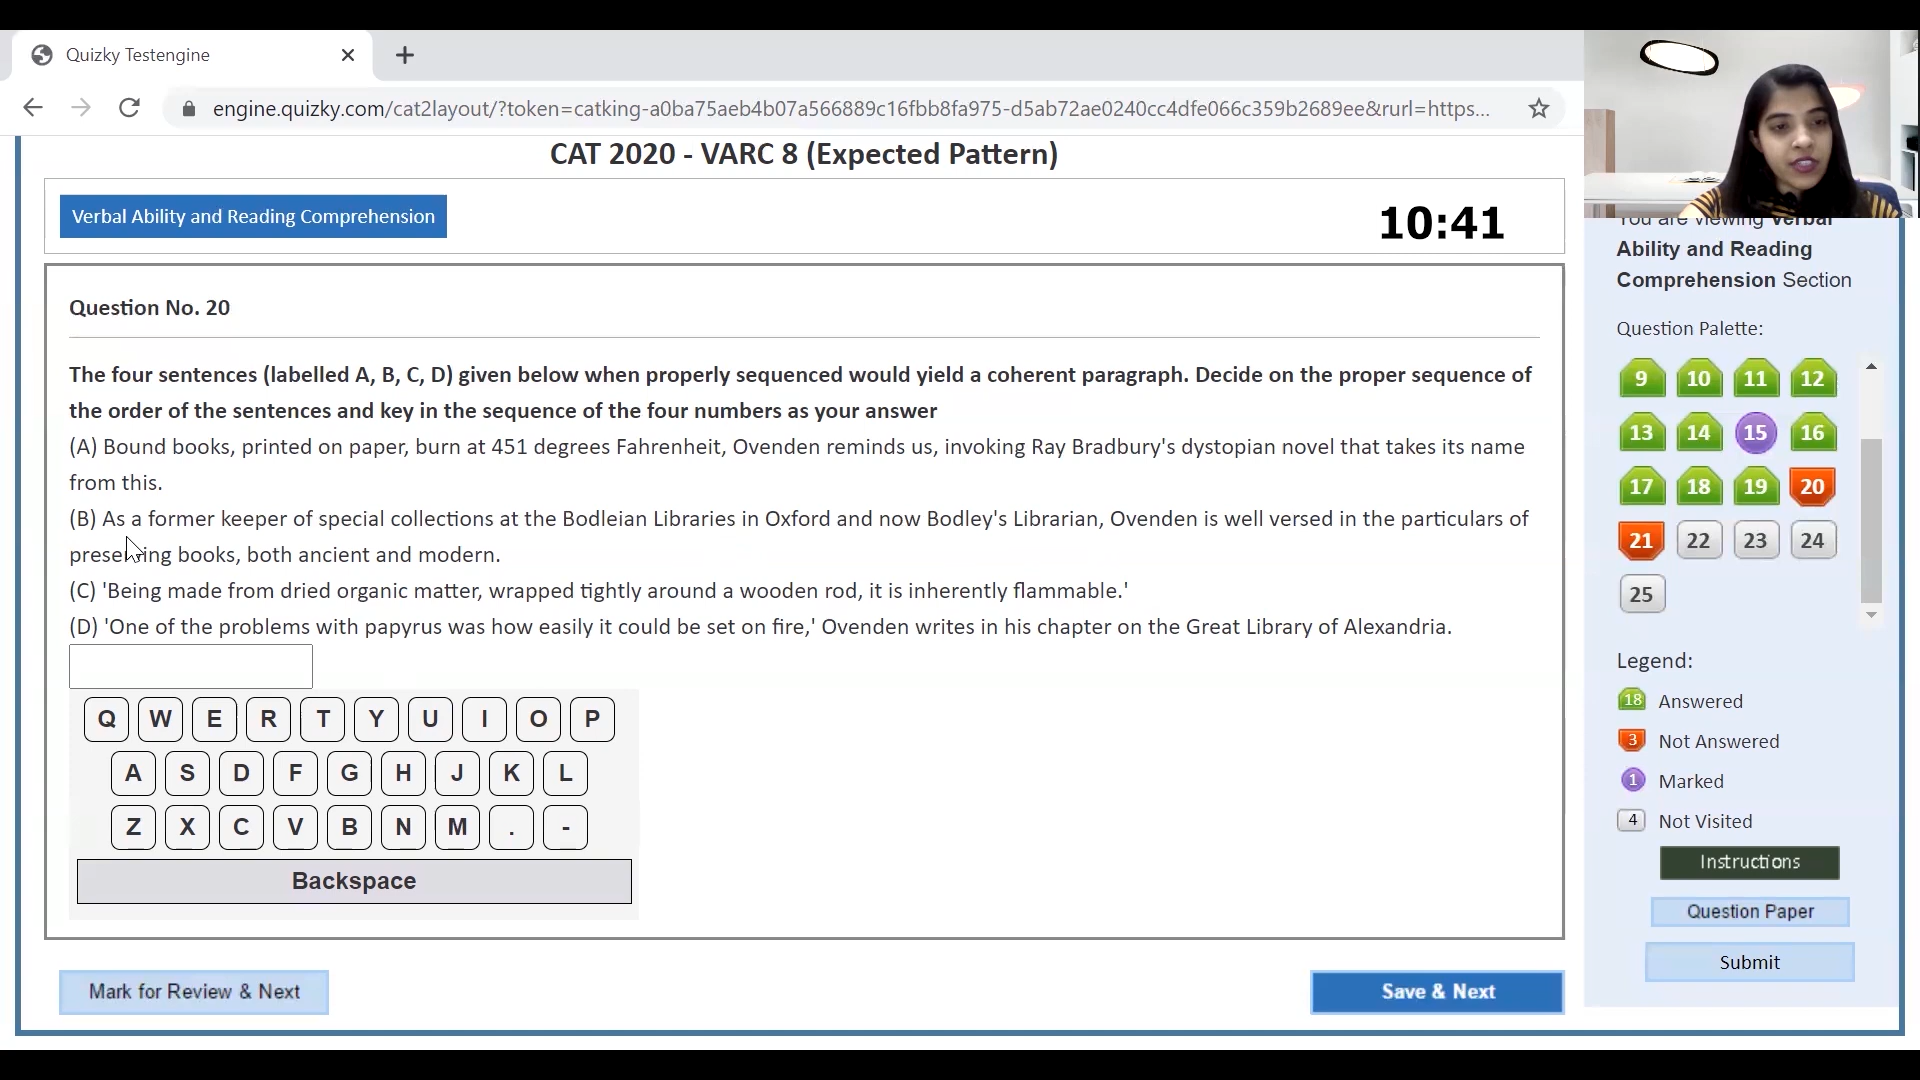 Quizky Testengine
engine.quizky.com/cat2layout/?token=catking-a0ba75aeb4b07a566889c16fbb8fa975-d5ab72ae0240cc4dfe066c359b2689ee&rurl=https...
CAT 2020 - VARC 8 (Expected Pattern)
Verbal Ability and Reading Comprehension
10:41
Question No. 20
The four sentences (labelled A, B, C, D) given below when properly sequenced would yield a coherent paragraph. Decide on the proper sequence of
the order of the sentences and key in the sequence of the four numbers as your answer
(A) Bound books, printed on paper, burn at 451 degrees Fahrenheit, Ovenden reminds us, invoking Ray Bradbury's dystopian novel that takes its name
from this.
(B) As a former keeper of special collections at the Bodleian Libraries in Oxford and now Bodley's Librarian, Ovenden is well versed in the particulars of
preserving books, both ancient and modern.
(C) 'Being made from dried organic matter, wrapped tightly around a wooden rod, it is inherently flammable.'
(D) 'One of the problems with papyrus was how easily it could be set on fire,' Ovenden writes in his chapter on the Great Library of Alexandria.
Q W E R T Y U I O P
A S D F G H J K L
Z X C V B N M . -
Backspace
Mark for Review & Next
Save & Next
You are viewing Verbal
Ability and Reading
Comprehension Section
Question Palette:
9 10 11 12
13 14 15 16
17 18 19 20
21 22 23 24
25
Legend:
18 Answered
3 Not Answered
1 Marked
4 Not Visited
Instructions
Question Paper
Submit